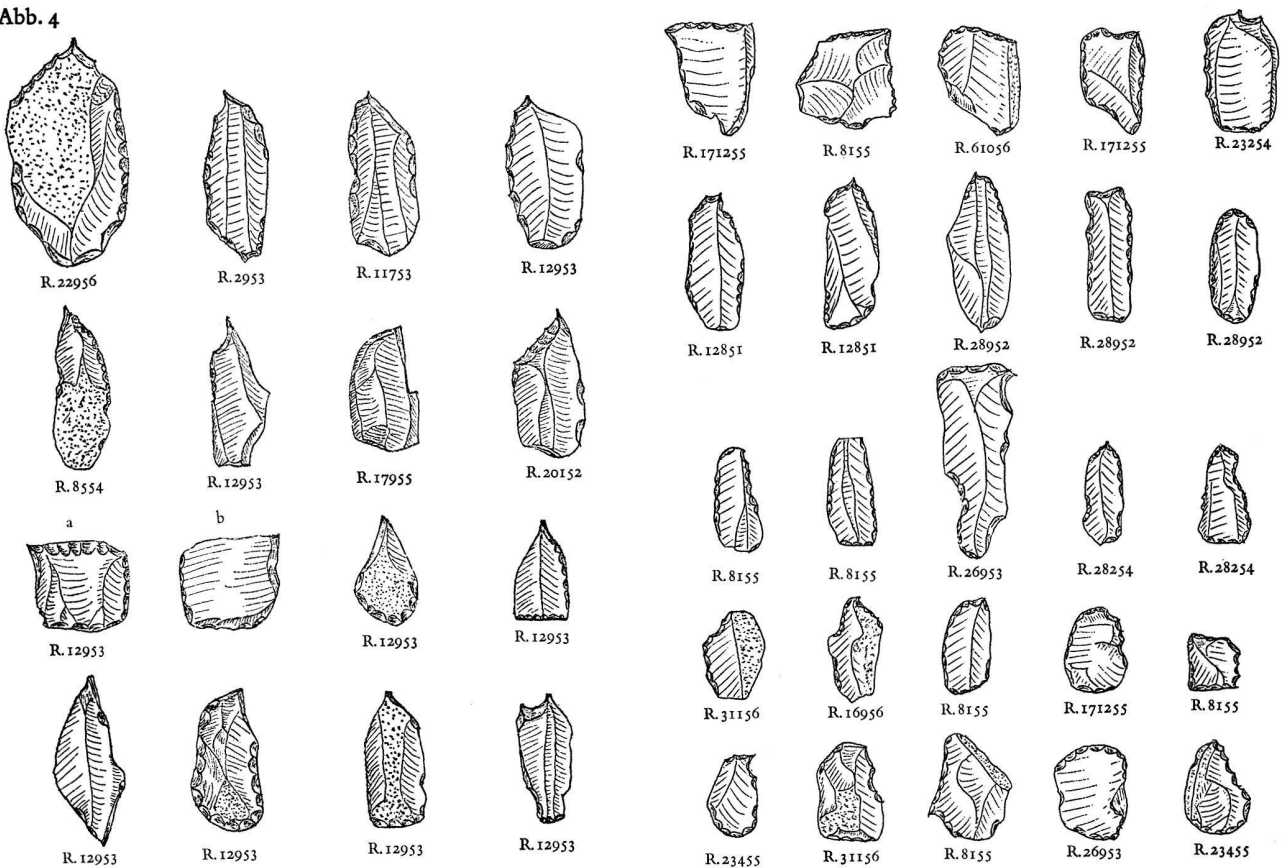 Abb. 4
R. 22956
R. 2953
R. 11753
R. 12953
R. 8554
R. 12953
R. 17955
R. 20152
a
b
R. 12953
R. 12953
R. 12953
R. 12953
R. 12953
R. 12953
R. 12953
R. 171255
R. 8155
R. 61056
R. 171255
R. 23254
R. 12851
R. 12851
R. 28952
R. 28952
R. 28952
R. 8155
R. 8155
R. 26953
R. 28254
R. 28254
R. 31156
R. 16956
R. 8155
R. 171255
R. 8155
R. 23455
R. 31156
R. 8155
R. 26953
R. 23455